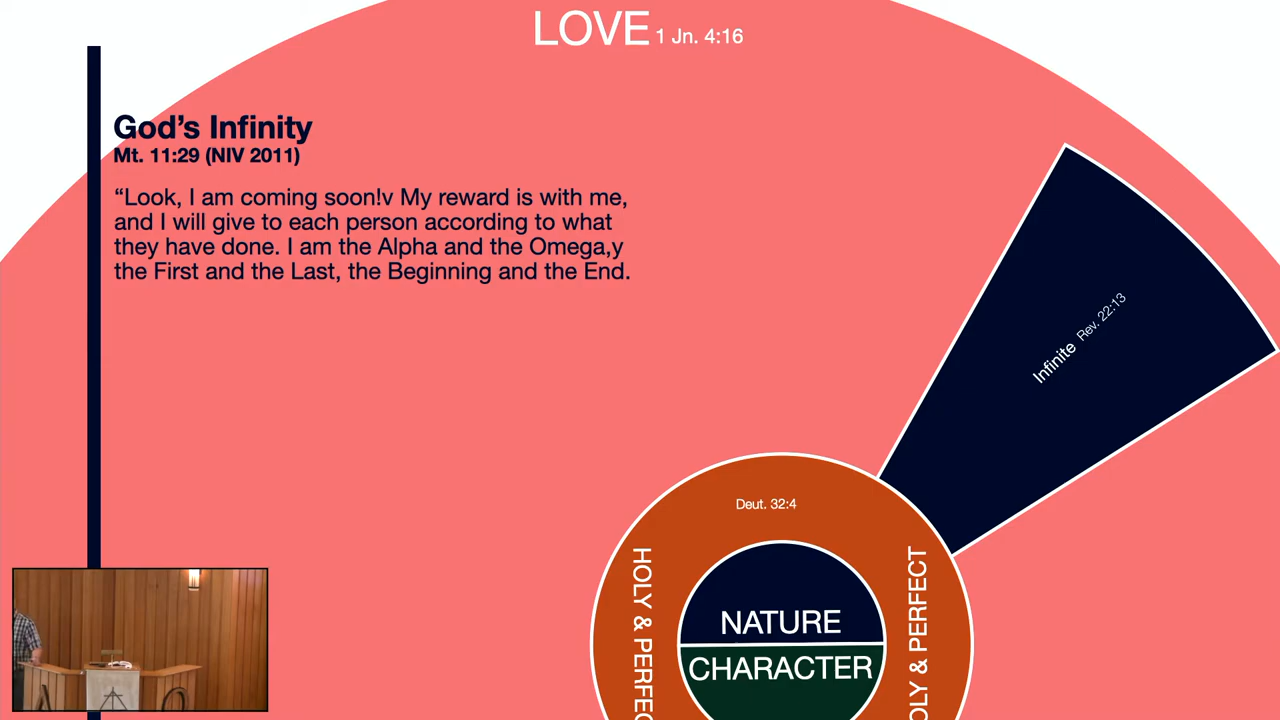 LOVE 1 Jn. 4:16
God's Infinity
Mt. 11:29 (NIV 2011)
“Look, I am coming soon!v My reward is with me,
and I will give to each person according to what
they have done. I am the Alpha and the Omega,y
the First and the Last, the Beginning and the End.
Infinite Rev. 22:13
Deut. 32:4
HOLY & PERFEC
OLY & PERFECT
NATURE
CHARACTER